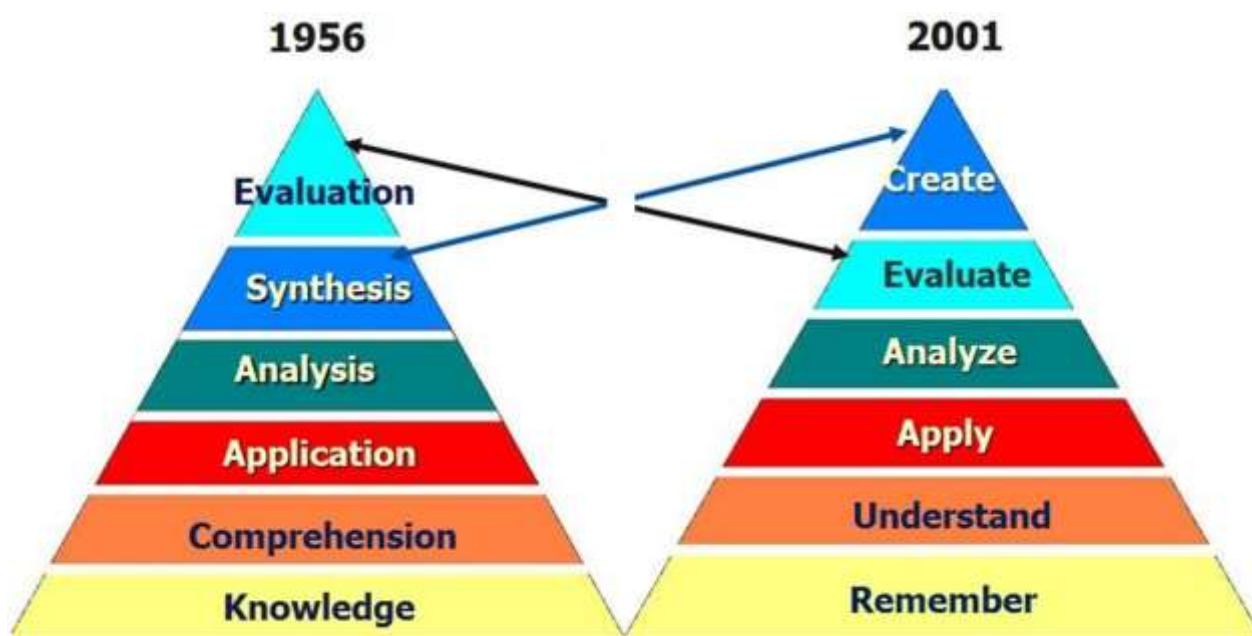 1956
Evaluation
Synthesis
Analysis
Application
Comprehension
Knowledge
2001
Create
Evaluate
Analyze
Apply
Understand
Remember